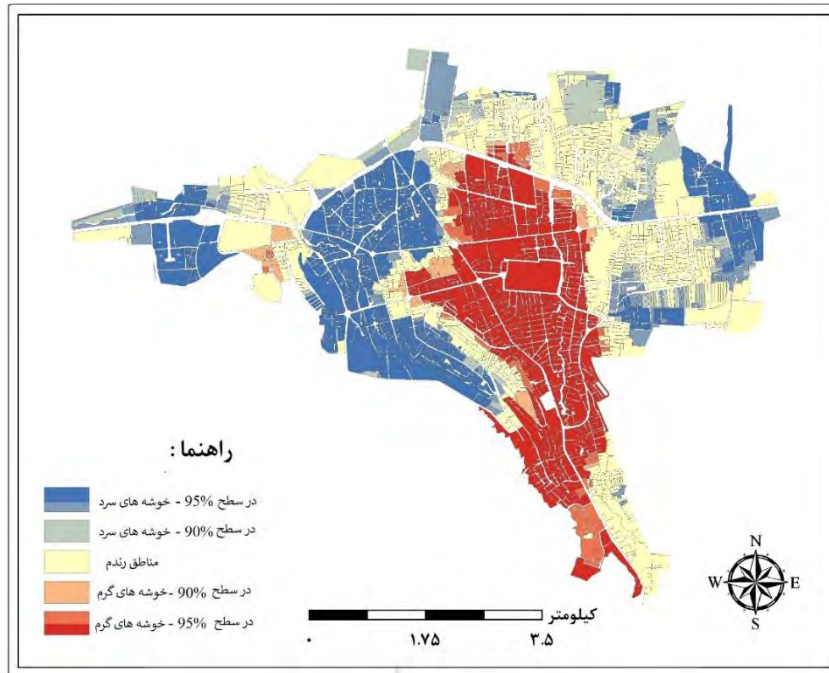 راهنما :
در سطح 95% - خوشه های سرد
در سطح 90% - خوشه های سرد
مناطق رندم
در سطح 90% -خوشه های گرم
در سطح 95% - خوشه های گرم
کیلومتر
۰ ۱.۷۵ ۳.۵
N
W E
S